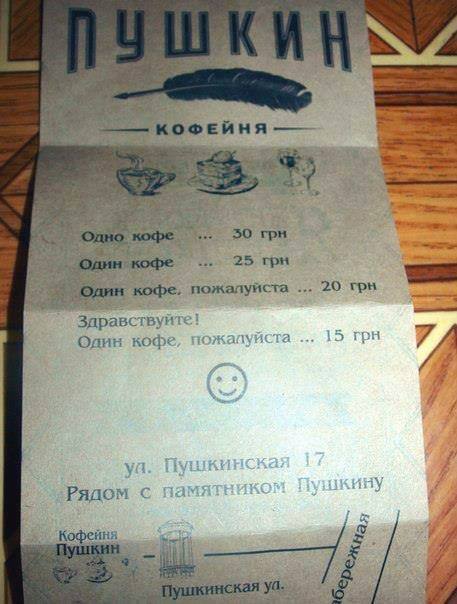 ПУШКИН
КОФЕЙНЯ
Одно кофе ... 30 грн
Один кофе ... 25 грн
Один кофе, пожалуйста ... 20 грн
Здравствуйте!
Один кофе, пожалуйста ... 15 грн
ул. Пушкинская 17
Рядом с памятником Пушкину
Кофейня
Пушкин
Пушкинская ул.
абережная